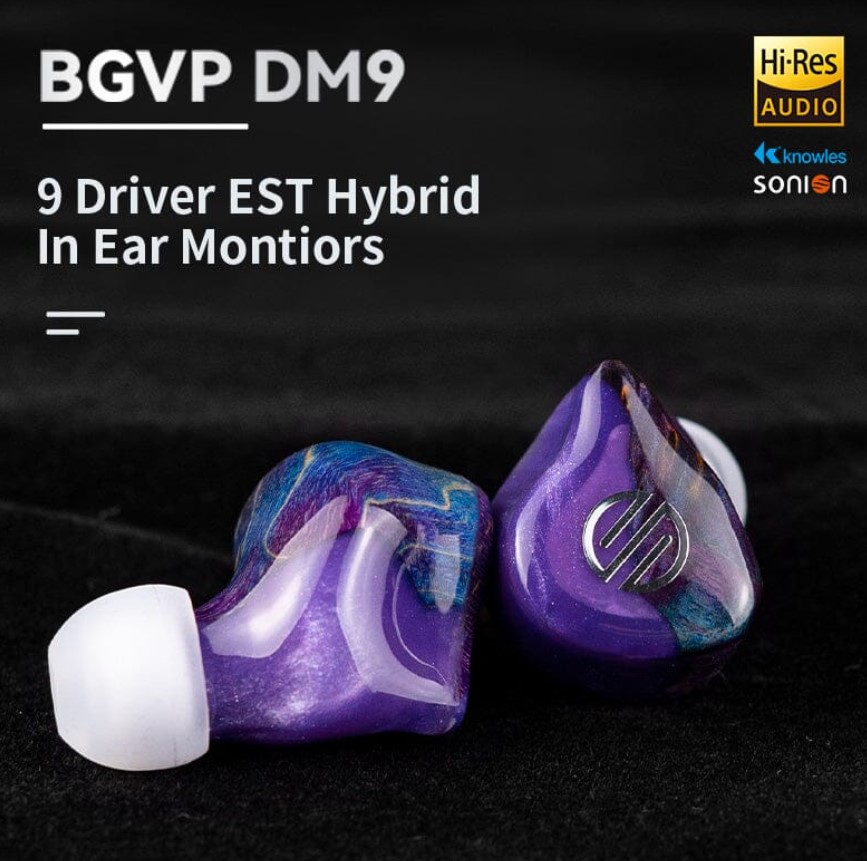 BGVP DM9
Hi-Res
AUDIO
knowles
sonion
9 Driver EST Hybrid
In Ear Montiors